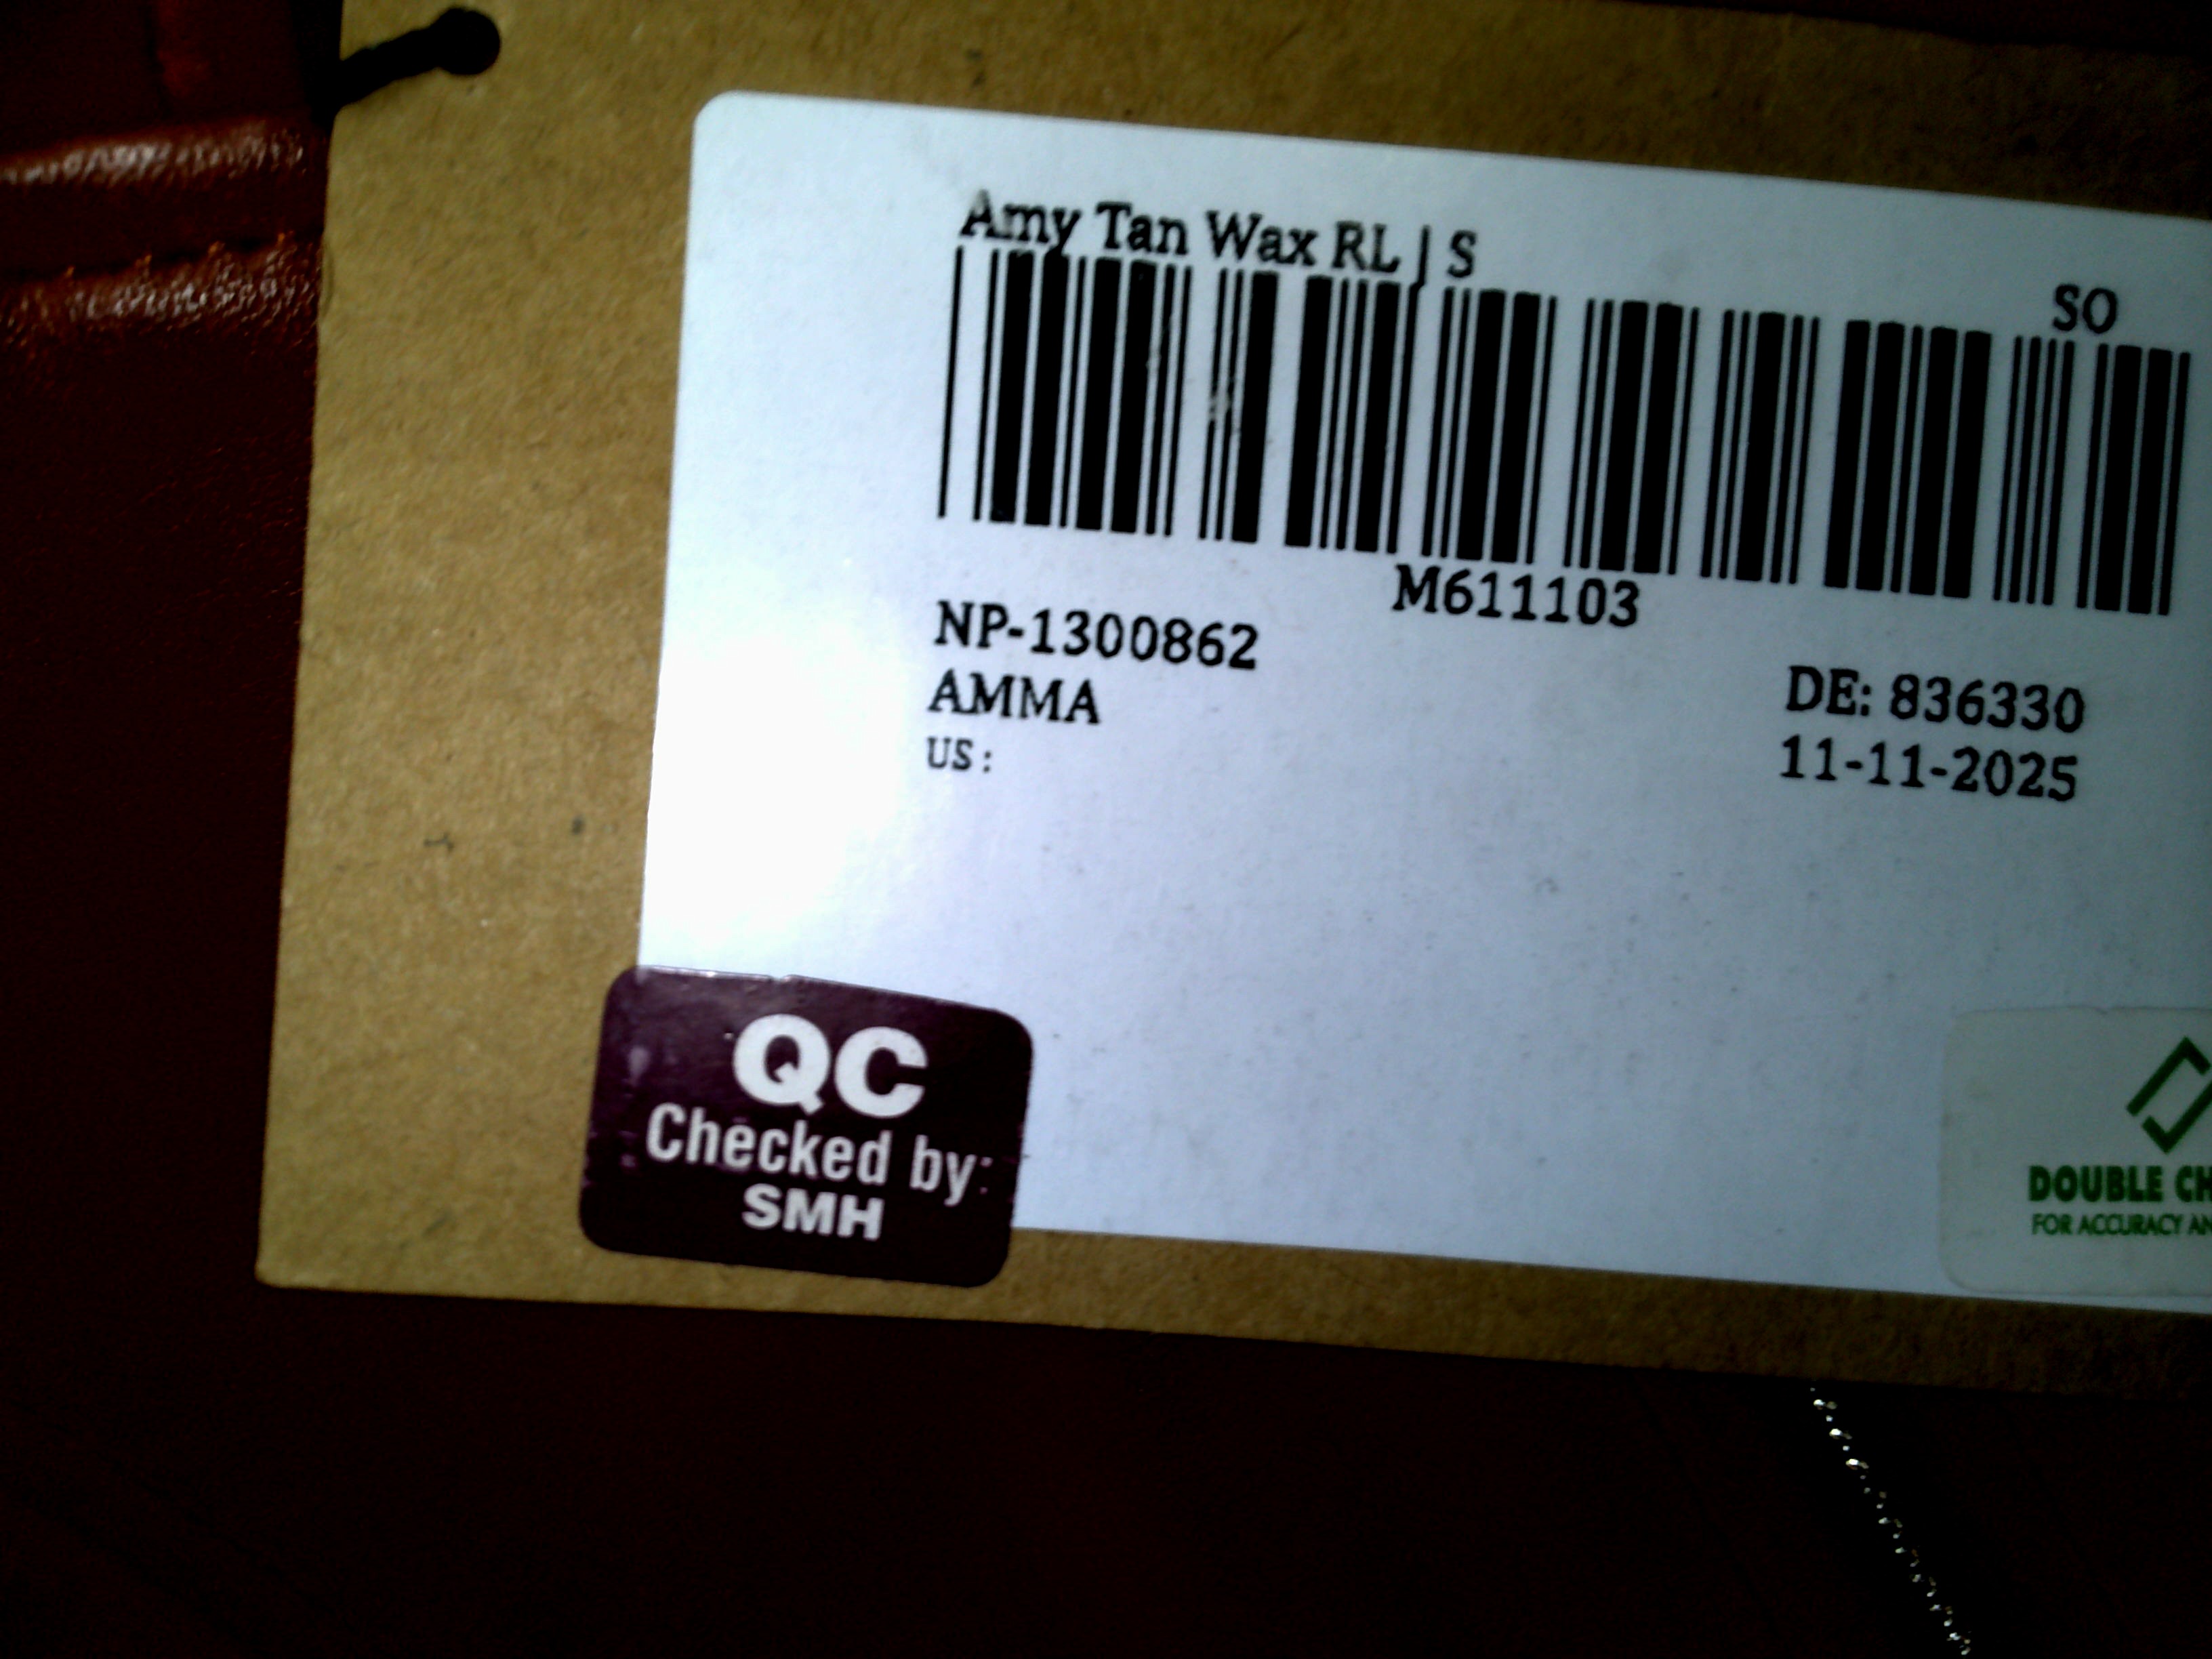 Amy Tan Wax RL | S
SO
M611103
NP-1300862
AMMA
US :
DE: 836330
11-11-2025
QC
Checked by:
SMH
DOUBLE CH
FOR ACCURACY AN